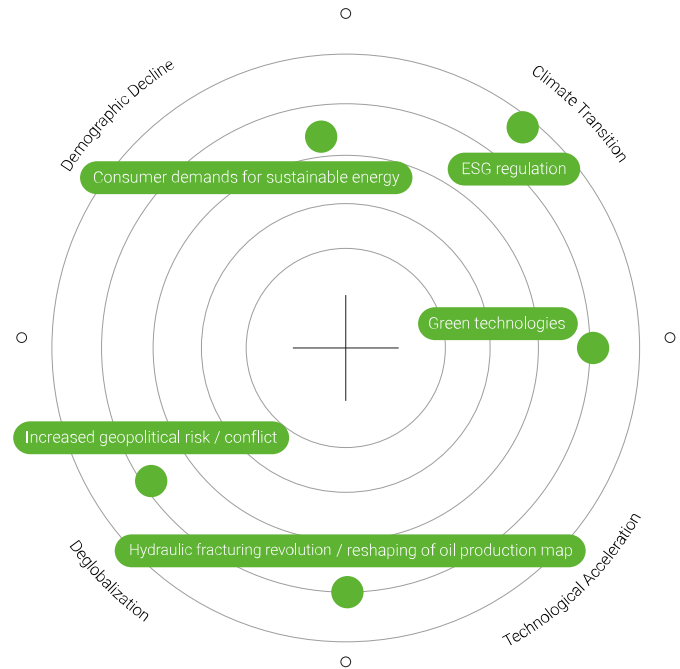 Demographic Decline
Climate Transition
Consumer demands for sustainable energy
ESG regulation
Green technologies
Increased geopolitical risk / conflict
Hydraulic fracturing revolution / reshaping of oil production map
Deglobalization
Technological Acceleration